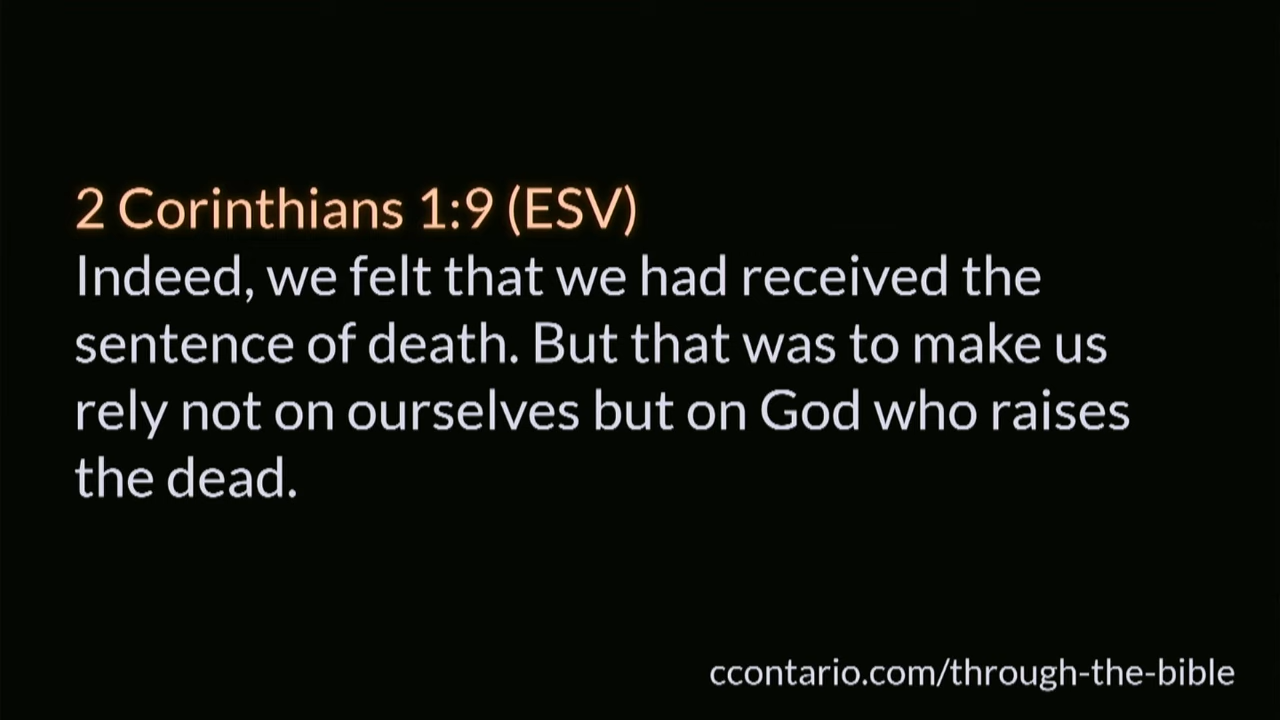 2 Corinthians 1:9 (ESV)
Indeed, we felt that we had received the
sentence of death. But that was to make us
rely not on ourselves but on God who raises
the dead.
ccontario.com/through-the-bible